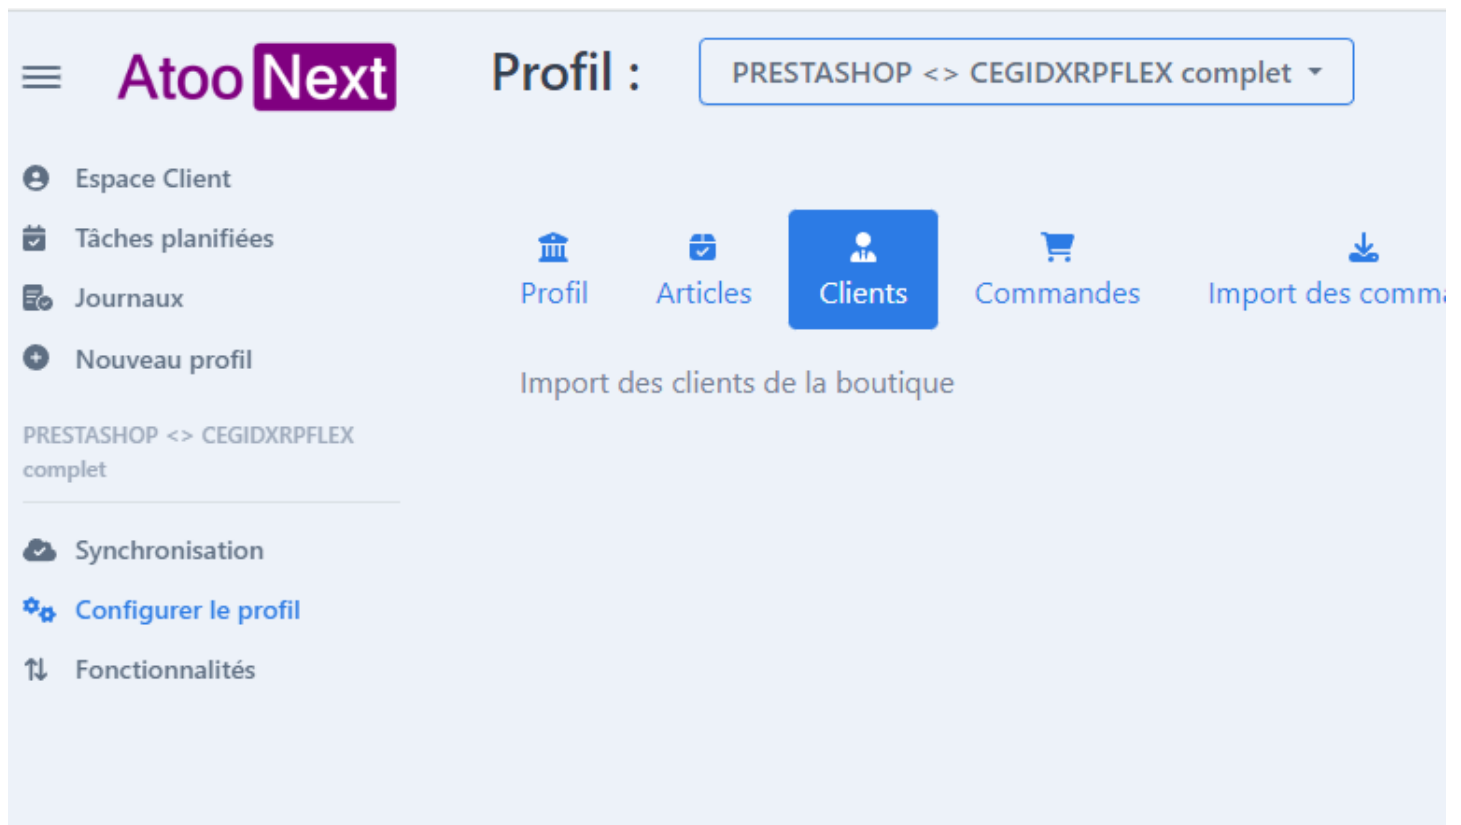 Atoo Next
Profil :
PRESTASHOP <> CEGIDXRPFLEX complet
Espace Client
Tâches planifiées
Journaux
Nouveau profil
PRESTASHOP <> CEGIDXRPFLEX
complet
Synchronisation
Configurer le profil
Fonctionnalités
Profil
Articles
Clients
Commandes
Import des comma
Import des clients de la boutique